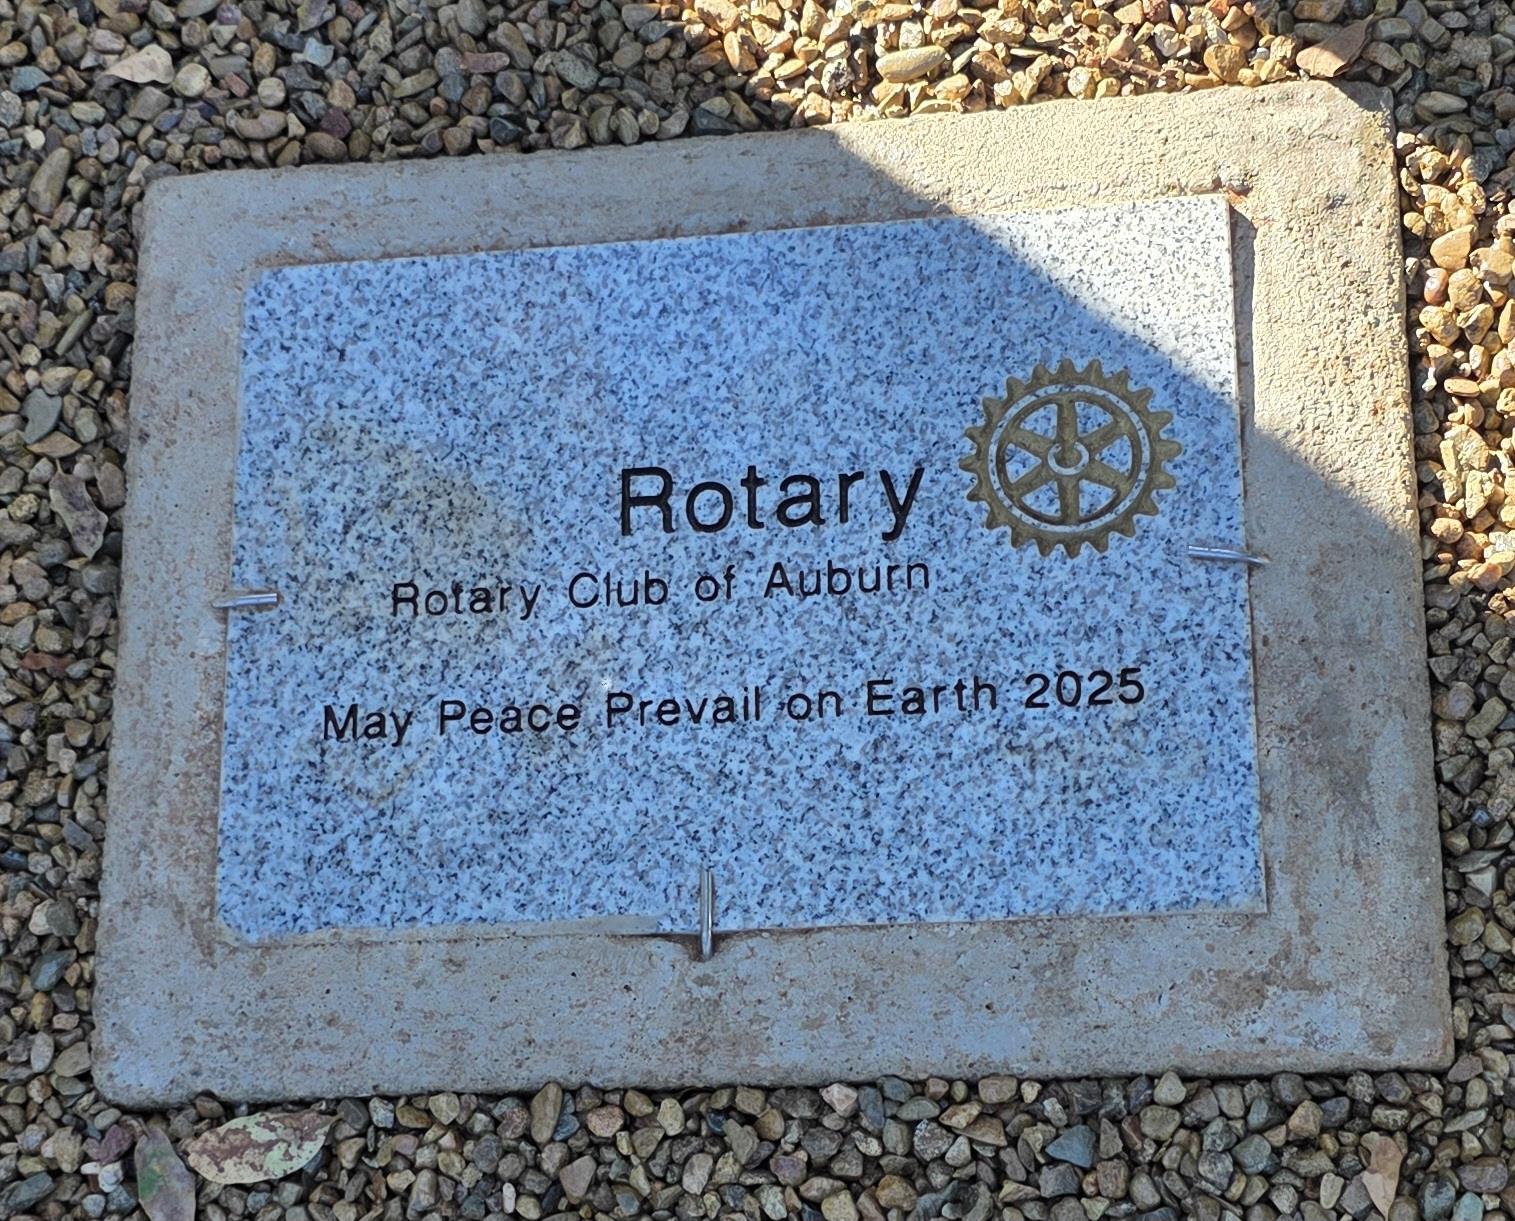 Rotary
Rotary Club of Auburn
May Peace Prevail on Earth 2025